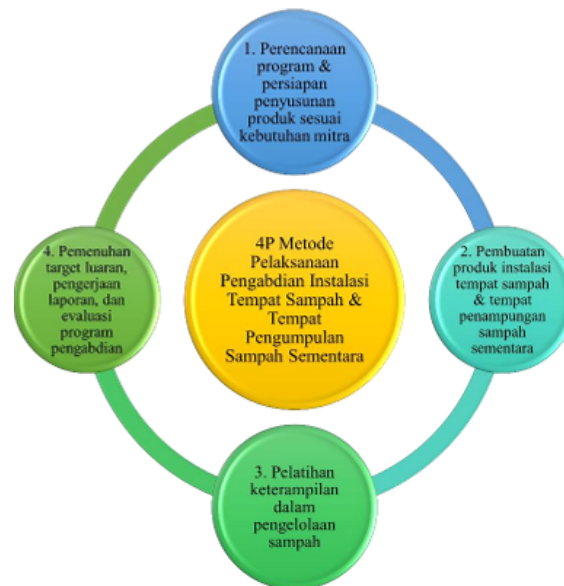 1. Perencanaan
program &
persiapan
penyusunan
produk sesuai
kebutuhan mitra
4P Metode
Pelaksanaan
Pengabdian Instalasi
Tempat Sampah &
Tempat
Pengumpulan
Sampah Sementara
2. Pembuatan
produk instalasi
tempat sampah
& tempat
penampungan
sampah
sementara
3. Pelatihan
keterampilan
dalam
pengelolaan
sampah
4. Pemenuhan
target luaran,
pengerjaan
laporan, dan
evaluasi
program
pengabdian